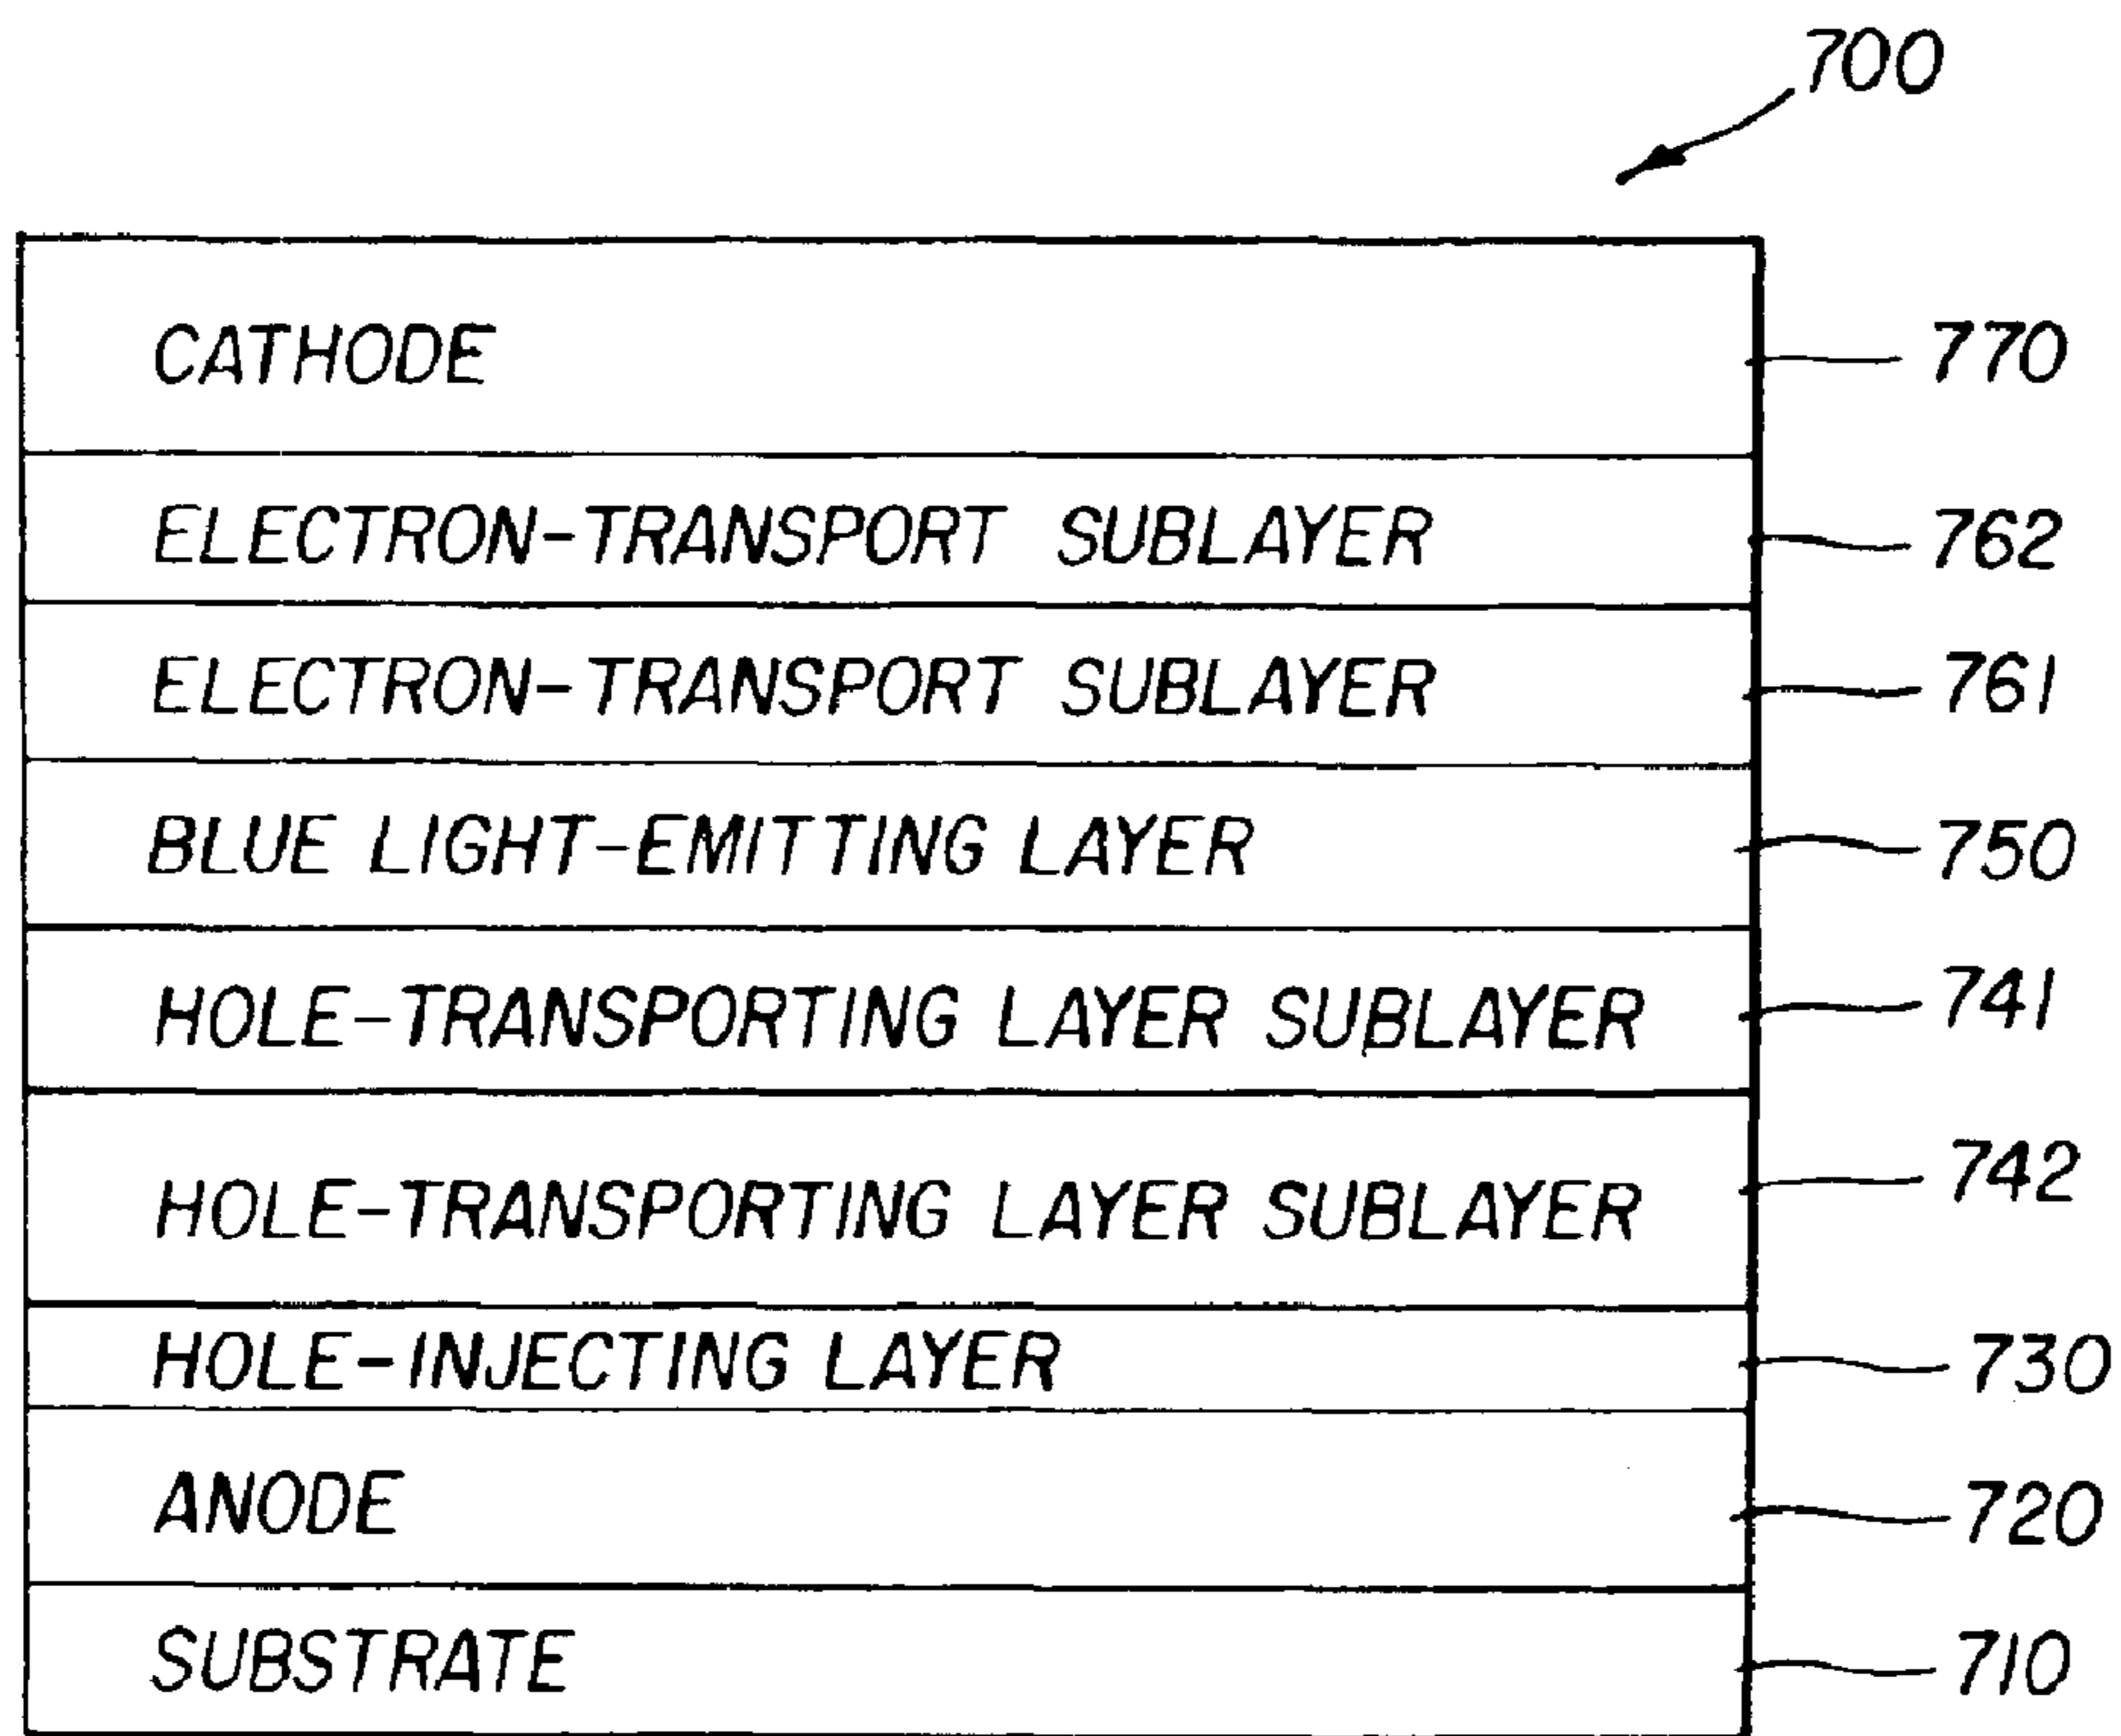 700
CATHODE 770
ELECTRON-TRANSPORT SUBLAYER 762
ELECTRON-TRANSPORT SUBLAYER 761
BLUE LIGHT-EMITTING LAYER 750
HOLE-TRANSPORTING LAYER SUBLAYER 741
HOLE-TRANSPORTING LAYER SUBLAYER 742
HOLE-INJECTING LAYER 730
ANODE 720
SUBSTRATE 710